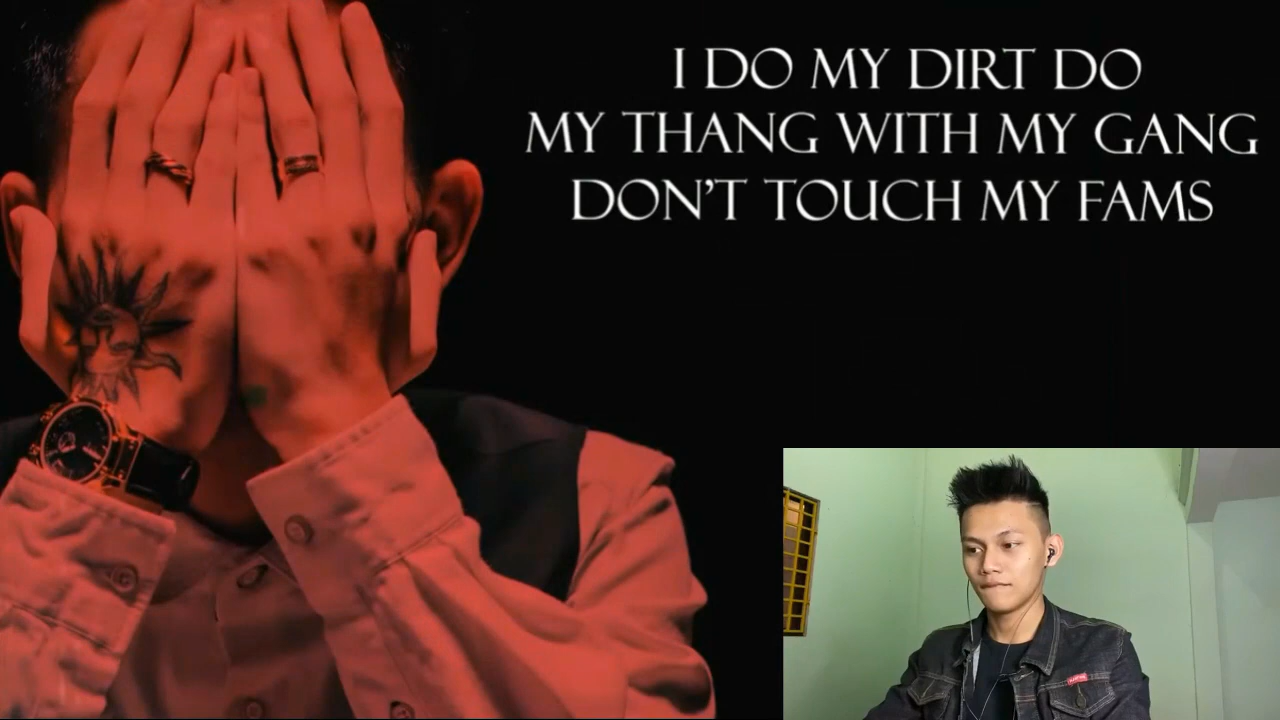 I DO MY DIRT DO
MY THANG WITH MY GANG
DON'T TOUCH MY FAMS